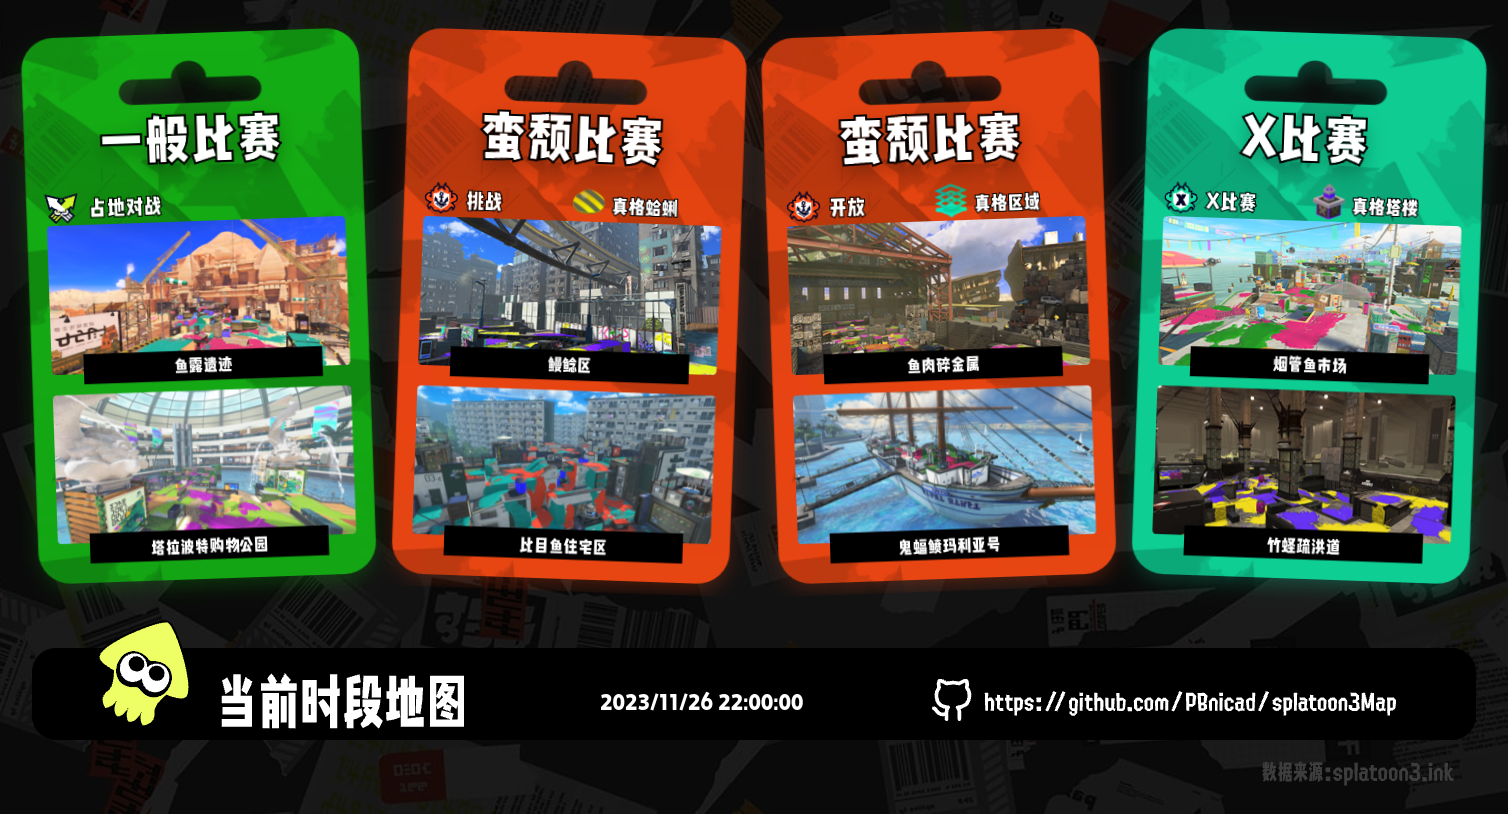 一般比赛
占地对战
鱼露遗迹
塔拉波特购物公园
蛮颓比赛
挑战
真格蛤蜊
鳗鲶区
比目鱼住宅区
蛮颓比赛
开放
真格区域
鱼肉碎金属
鬼蝠鲼玛利亚号
X比赛
X比赛
真格塔楼
烟管鱼市场
竹蛏疏洪道
当前时段地图
2023/11/26 22:00:00
https://github.com/PBnicad/splatoon3Map
数据来源:splatoon3.ink